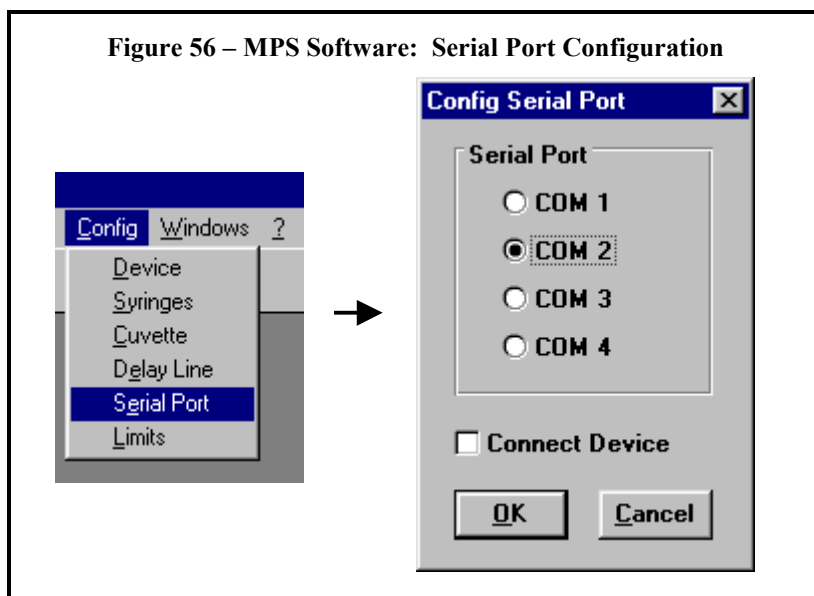 Figure 56 – MPS Software:  Serial Port Configuration
Config Windows ?
Device
Syringes
Cuvette
Delay Line
Serial Port
Limits
Config Serial Port
Serial Port
COM 1
COM 2
COM 3
COM 4
Connect Device
OK Cancel